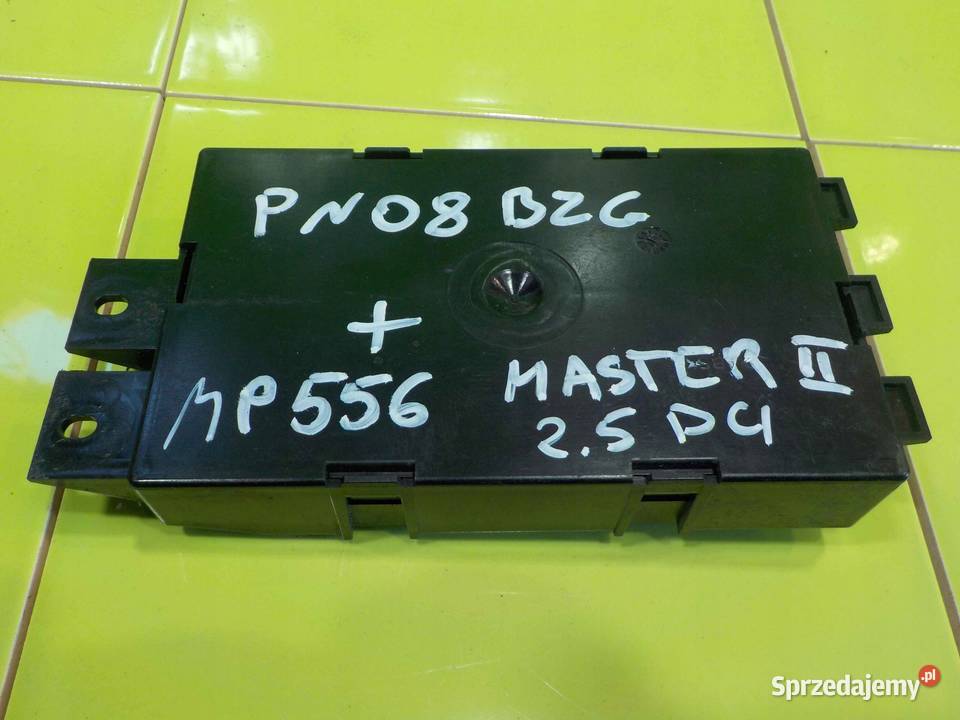 PN08 BZG
+
MP556
MASTER II
2.5 DCI
Sprzedajemy.pl